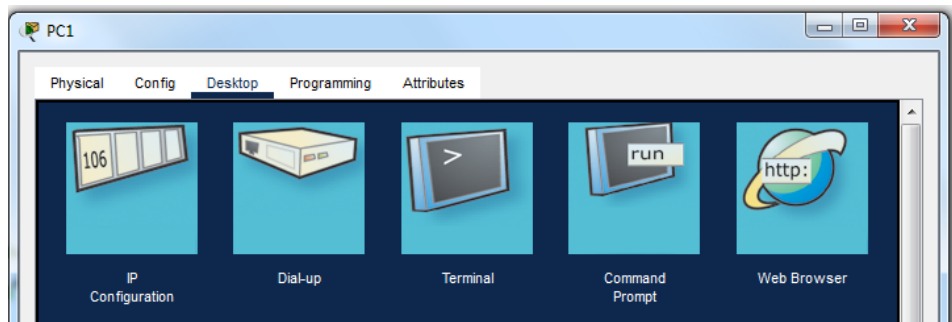 PC1
Physical Config Desktop Programming Attributes
106
>
run
http:
IP
Configuration
Dial-up
Terminal
Command
Prompt
Web Browser